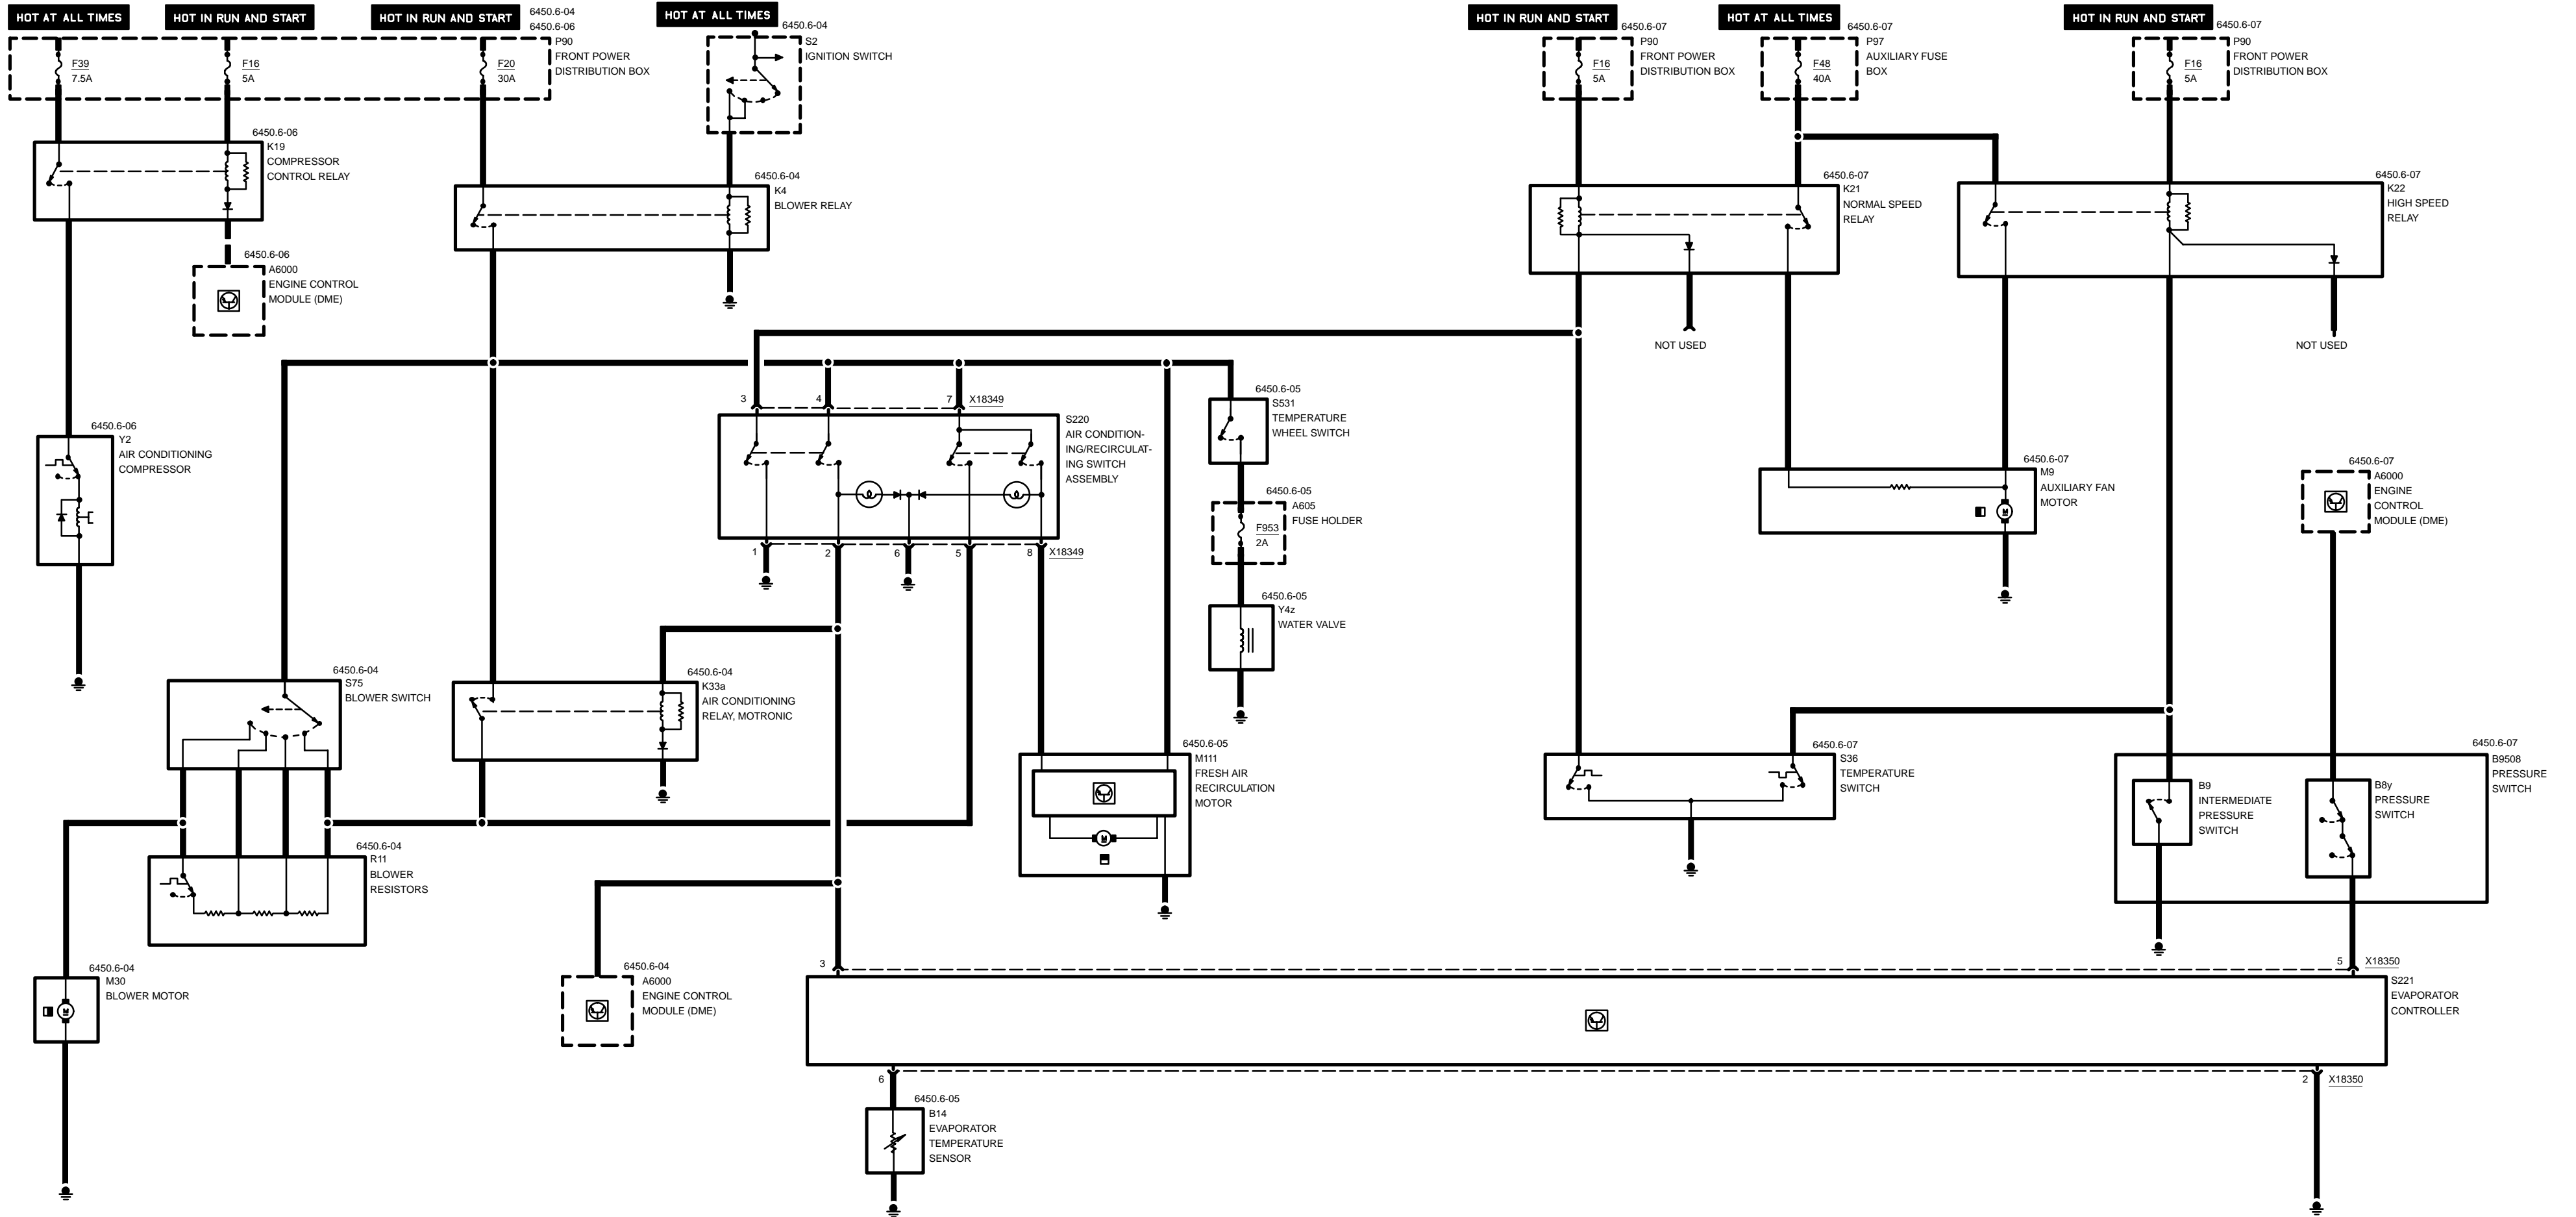 HOT AT ALL TIMES
HOT IN RUN AND START
HOT IN RUN AND START
6450.6-04
6450.6-06
P90
FRONT POWER
DISTRIBUTION BOX
F39
7.5A
F16
5A
F20
30A
HOT AT ALL TIMES
6450.6-04
S2
IGNITION SWITCH
HOT IN RUN AND START
6450.6-07
P90
FRONT POWER
DISTRIBUTION BOX
F16
5A
HOT AT ALL TIMES
6450.6-07
P97
AUXILIARY FUSE
BOX
F48
40A
HOT IN RUN AND START
6450.6-07
P90
FRONT POWER
DISTRIBUTION BOX
F16
5A
6450.6-06
K19
COMPRESSOR
CONTROL RELAY
6450.6-04
K4
BLOWER RELAY
6450.6-07
K21
NORMAL SPEED
RELAY
6450.6-07
K22
HIGH SPEED
RELAY
6450.6-06
A6000
ENGINE CONTROL
MODULE (DME)
NOT USED
NOT USED
3
4
7
X18349
S220
AIR CONDITION-
ING/RECIRCULAT-
ING SWITCH
ASSEMBLY
1
2
6
5
8
X18349
6450.6-05
S531
TEMPERATURE
WHEEL SWITCH
6450.6-06
Y2
AIR CONDITIONING
COMPRESSOR
6450.6-05
A605
FUSE HOLDER
F953
2A
6450.6-07
M9
AUXILIARY FAN
MOTOR
M
6450.6-07
A6000
ENGINE
CONTROL
MODULE (DME)
6450.6-05
Y4z
WATER VALVE
6450.6-04
S75
BLOWER SWITCH
6450.6-04
K33a
AIR CONDITIONING
RELAY, MOTRONIC
6450.6-05
M111
FRESH AIR
RECIRCULATION
MOTOR
M
6450.6-07
S36
TEMPERATURE
SWITCH
6450.6-07
B9508
PRESSURE
SWITCH
B9
INTERMEDIATE
PRESSURE
SWITCH
B8y
PRESSURE
SWITCH
6450.6-04
R11
BLOWER
RESISTORS
6450.6-04
M30
BLOWER MOTOR
M
6450.6-04
A6000
ENGINE CONTROL
MODULE (DME)
3
5
X18350
S221
EVAPORATOR
CONTROLLER
6
2
X18350
6450.6-05
B14
EVAPORATOR
TEMPERATURE
SENSOR